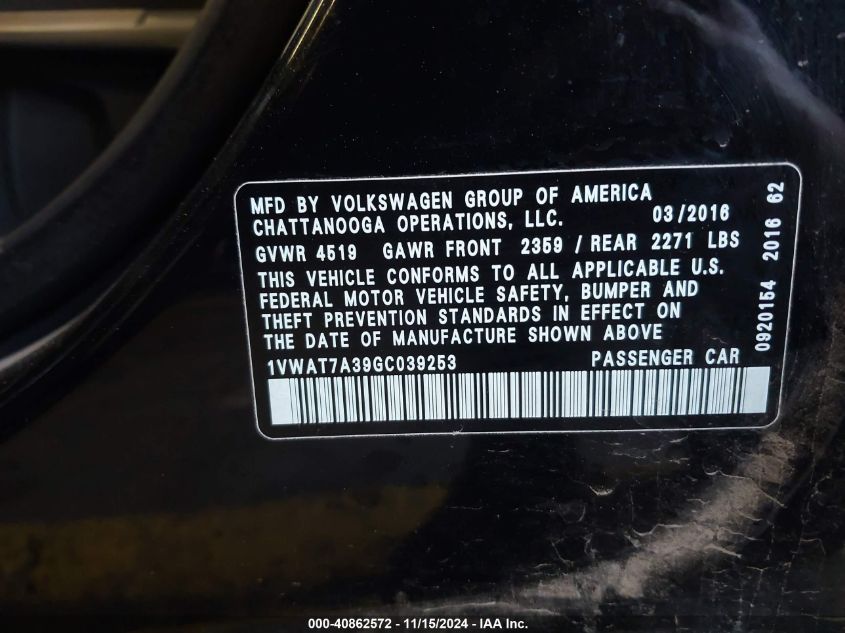 MFD BY VOLKSWAGEN GROUP OF AMERICA
CHATTANOOGA OPERATIONS, LLC. 03/2016
GVWR 4519 GAWR FRONT 2359 / REAR 2271 LBS
THIS VEHICLE CONFORMS TO ALL APPLICABLE U.S.
FEDERAL MOTOR VEHICLE SAFETY, BUMPER AND
THEFT PREVENTION STANDARDS IN EFFECT ON
THE DATE OF MANUFACTURE SHOWN ABOVE
1VWAT7A39GC039253 PASSENGER CAR
0920154 2016 62
000-40862572 - 11/15/2024 - IAA Inc.